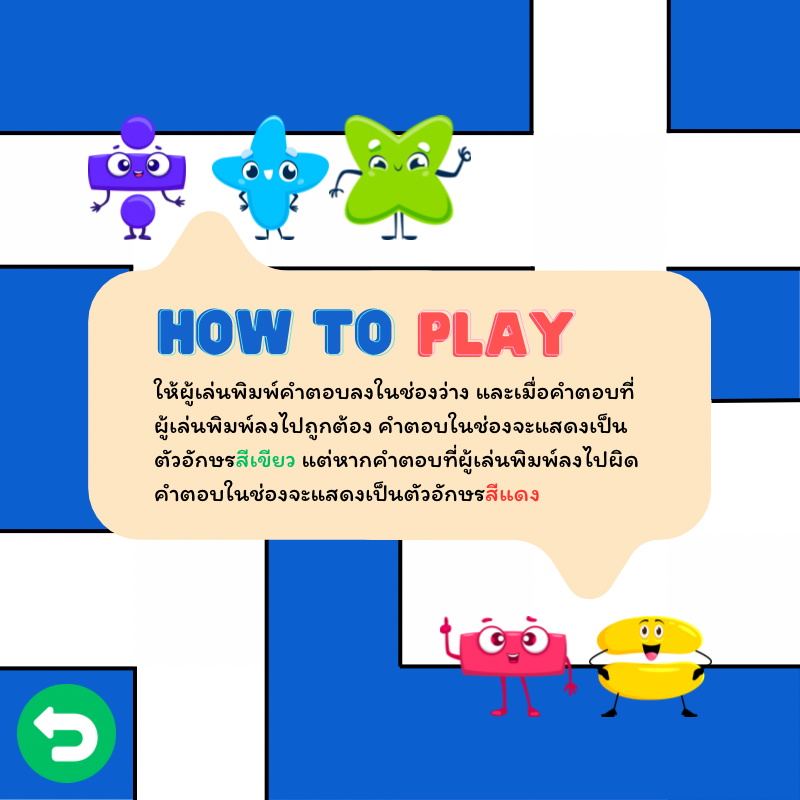 HOW TO PLAY
ให้ผู้เล่นพิมพ์คำตอบลงในช่องว่าง และเมื่อคำตอบที่
ผู้เล่นพิมพ์ลงไปถูกต้อง คำตอบในช่องจะแสดงเป็น
ตัวอักษรสีเขียว แต่หากคำตอบที่ผู้เล่นพิมพ์ลงไปผิด
คำตอบในช่องจะแสดงเป็นตัวอักษรสีแดง